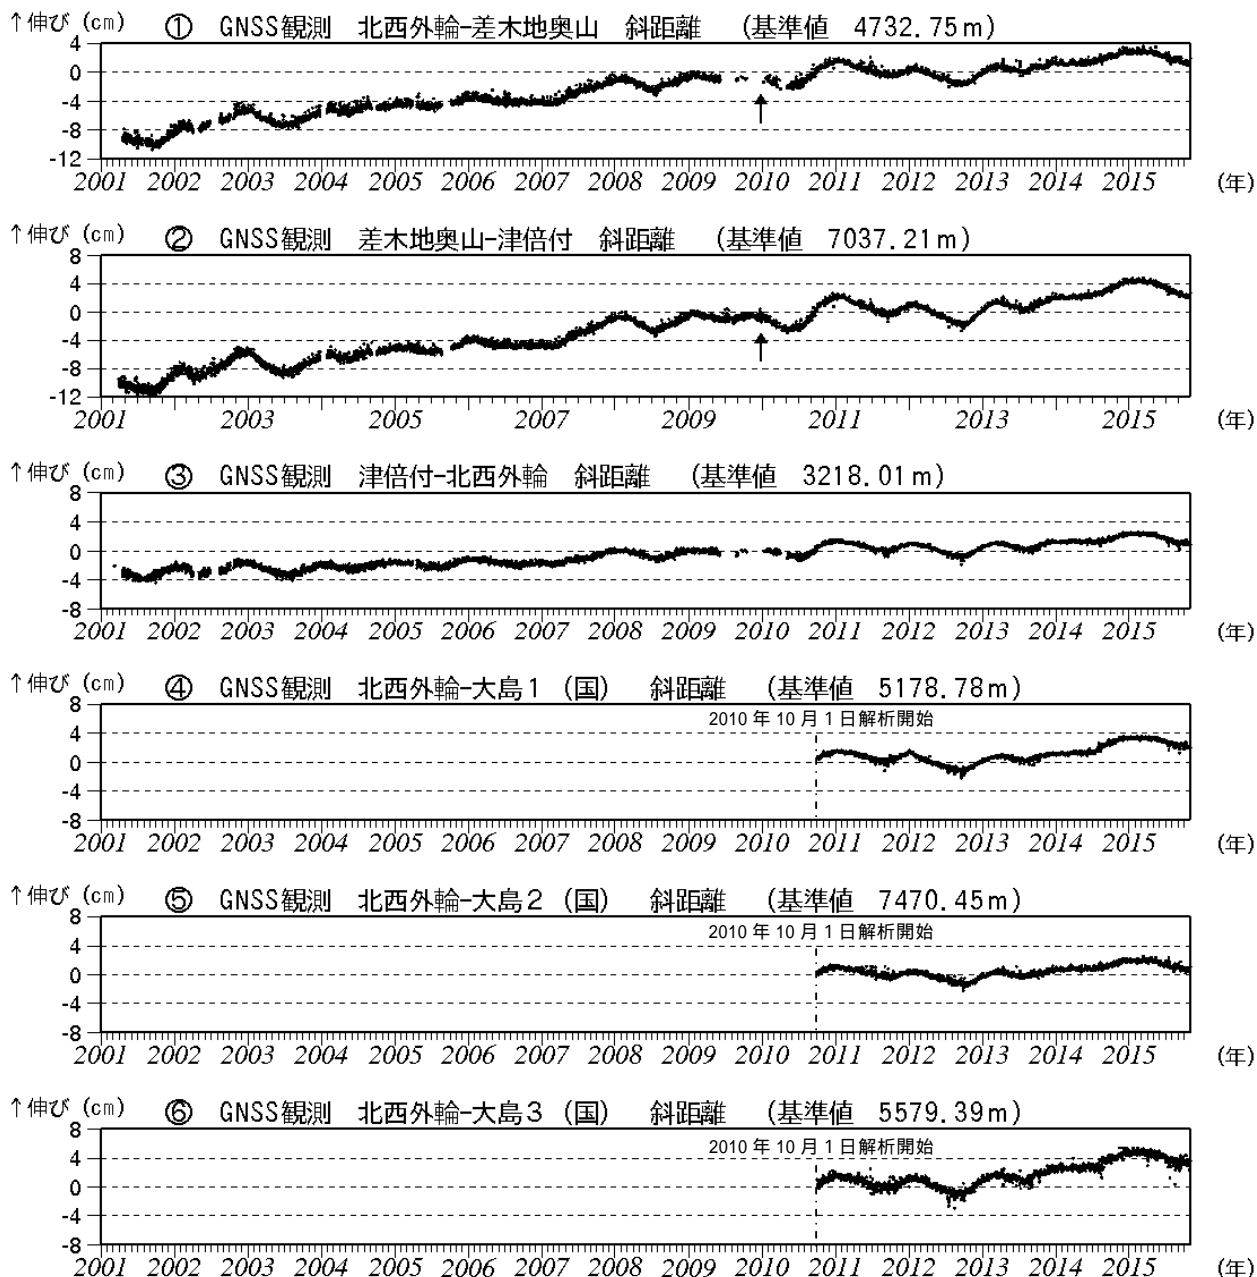 ↑伸び (cm) ① GNSS観測 北西外輪-差木地奥山 斜距離 (基準値 4732.75m)
4
0
-4
-8
-12
2001 2002 2003 2004 2005 2006 2007 2008 2009 2010 2011 2012 2013 2014 2015 (年)
↑伸び (cm) ② GNSS観測 差木地奥山-津倍付 斜距離 (基準値 7037.21m)
8
4
0
-4
-8
-12
2001 2003 2005 2007 2009 2011 2013 2015 (年)
↑伸び (cm) ③ GNSS観測 津倍付-北西外輪 斜距離 (基準値 3218.01m)
8
4
0
-4
-8
2001 2002 2003 2004 2005 2006 2007 2008 2009 2010 2011 2012 2013 2014 2015 (年)
↑伸び (cm) ④ GNSS観測 北西外輪-大島1 (国) 斜距離 (基準値 5178.78m)
8
2010年10月1日解析開始
4
0
-4
-8
2001 2002 2003 2004 2005 2006 2007 2008 2009 2010 2011 2012 2013 2014 2015 (年)
↑伸び (cm) ⑤ GNSS観測 北西外輪-大島2 (国) 斜距離 (基準値 7470.45m)
8
2010年10月1日解析開始
4
0
-4
-8
2001 2002 2003 2004 2005 2006 2007 2008 2009 2010 2011 2012 2013 2014 2015 (年)
↑伸び (cm) ⑥ GNSS観測 北西外輪-大島3 (国) 斜距離 (基準値 5579.39m)
8
2010年10月1日解析開始
4
0
-4
-8
2001 2002 2003 2004 2005 2006 2007 2008 2009 2010 2011 2012 2013 2014 2015 (年)